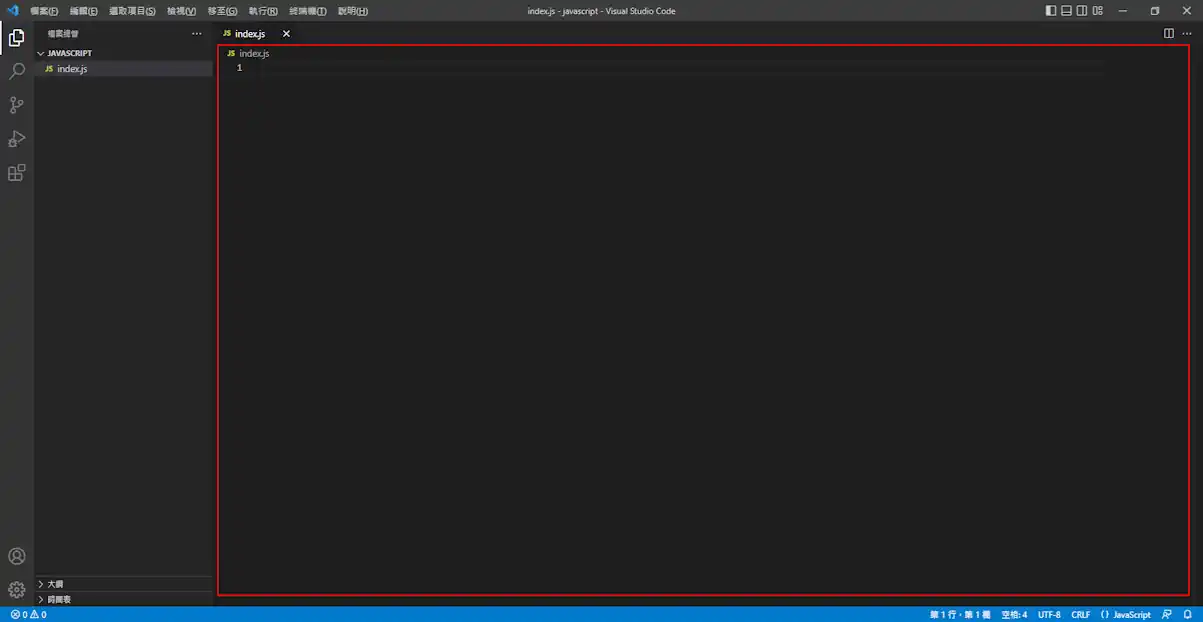 檔案(F) 編輯(E) 選取項目(S) 檢視(V) 移至(G) 執行(R) 終端機(T) 說明(H)
index.js - javascript - Visual Studio Code
檔案總管
JAVASCRIPT
JS index.js
JS index.js
JS index.js
1
大綱
時間表
0 0
第 1 行，第 1 欄 空格: 4 UTF-8 CRLF {} JavaScript